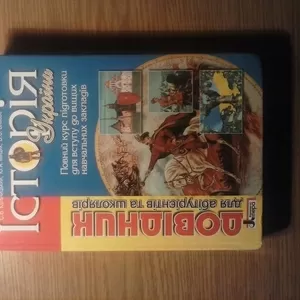 Історія
України
Повний курс підготовки
для вступу до вищих
навчальних закладів
ДОВІДНИК
для абітурієнтів та школярів